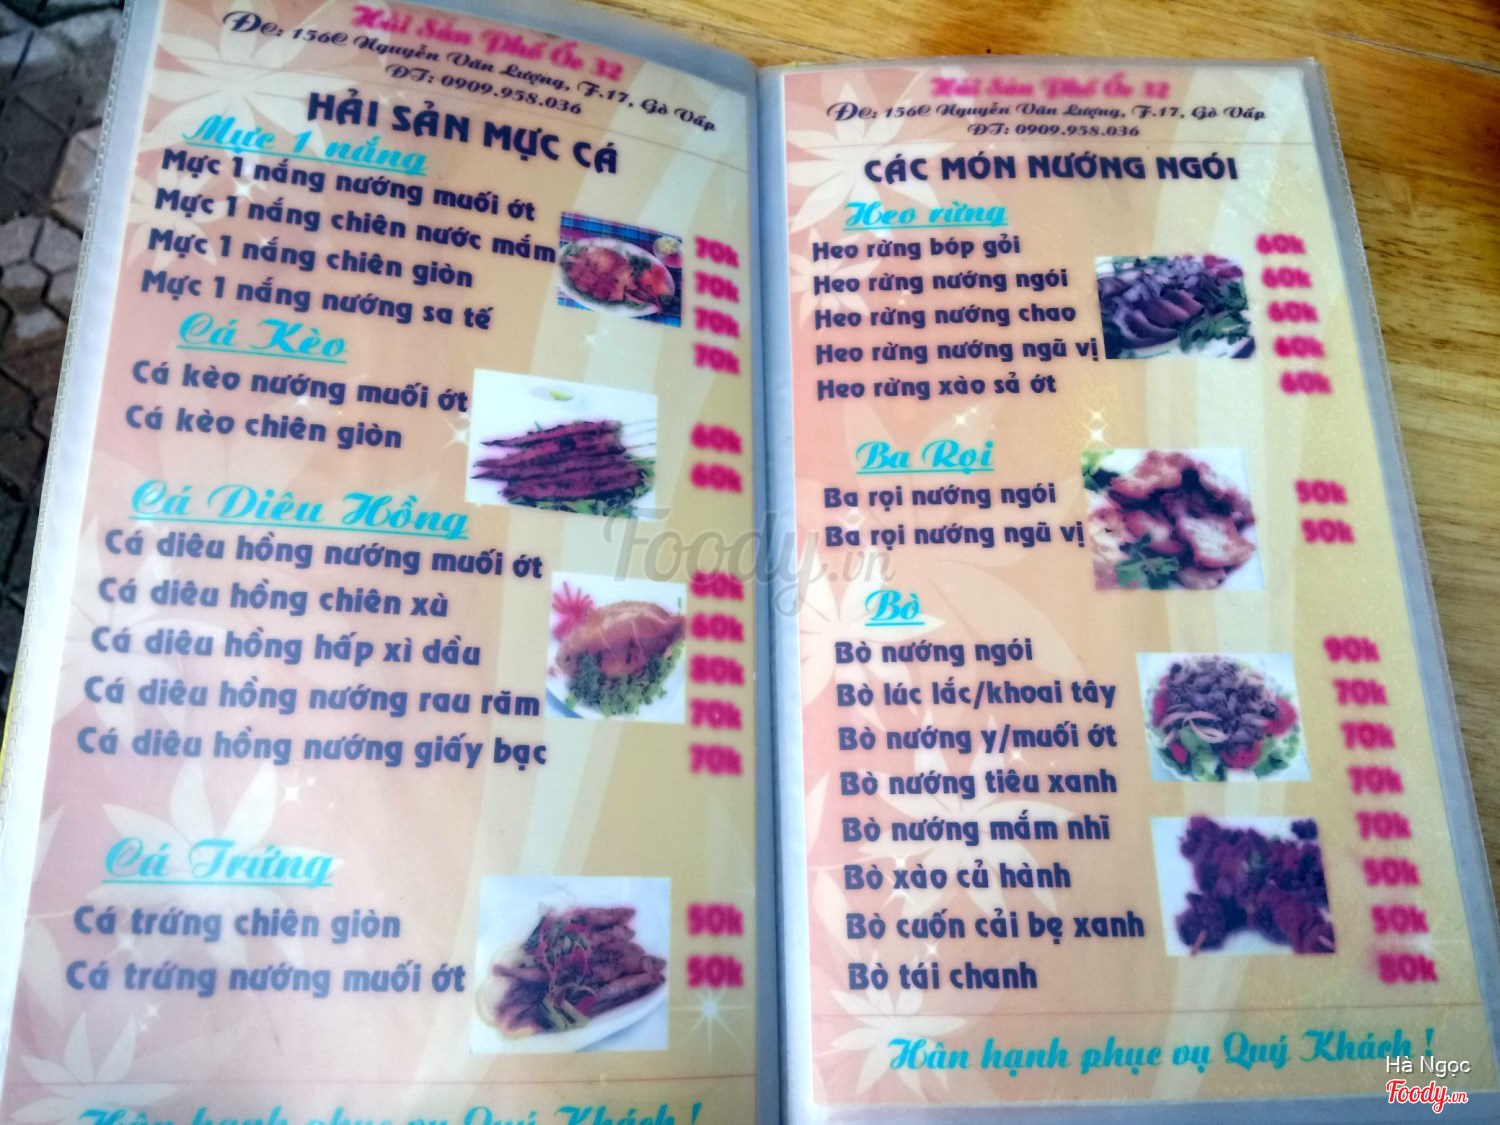 Hải Sản Phố Ốc 32
Đc: 156C Nguyễn Văn Lượng, F.17, Gò Vấp
ĐT: 0909.958.036
HẢI SẢN MỰC CÁ
Mực 1 nắng
Mực 1 nắng nướng muối ớt 70k
Mực 1 nắng chiên nước mắm 70k
Mực 1 nắng chiên giòn 70k
Mực 1 nắng nướng sa tế 70k
Cá Kèo
Cá kèo nướng muối ớt 60k
Cá kèo chiên giòn 60k
Cá Diêu Hồng
Cá diêu hồng nướng muối ớt 60k
Cá diêu hồng chiên xù 60k
Cá diêu hồng hấp xì dầu 80k
Cá diêu hồng nướng rau răm 70k
Cá diêu hồng nướng giấy bạc 70k
Cá Trứng
Cá trứng chiên giòn 50k
Cá trứng nướng muối ớt 50k
Hân hạnh phục vụ Quý Khách !
Hải Sản Phố Ốc 32
Đc: 156C Nguyễn Văn Lượng, F.17, Gò Vấp
ĐT: 0909.958.036
CÁC MÓN NƯỚNG NGÓI
Heo rừng
Heo rừng bóp gỏi 60k
Heo rừng nướng ngói 60k
Heo rừng nướng chao 60k
Heo rừng nướng ngũ vị 60k
Heo rừng xào sả ớt 60k
Ba Rọi
Ba rọi nướng ngói 50k
Ba rọi nướng ngũ vị 50k
Bò
Bò nướng ngói 90k
Bò lúc lắc/khoai tây 70k
Bò nướng y/muối ớt 70k
Bò nướng tiêu xanh 70k
Bò nướng mắm nhĩ 70k
Bò xào củ hành 50k
Bò cuốn cải bẹ xanh 50k
Bò tái chanh 80k
Hân hạnh phục vụ Quý Khách !
Foody.vn
Hà Ngọc
Foody.vn